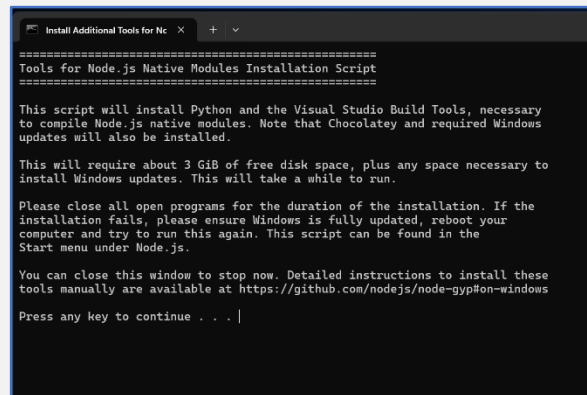 Install Additional Tools for Nc
====================================================
Tools for Node.js Native Modules Installation Script
====================================================
This script will install Python and the Visual Studio Build Tools, necessary
to compile Node.js native modules. Note that Chocolatey and required Windows
updates will also be installed.
This will require about 3 GiB of free disk space, plus any space necessary to
install Windows updates. This will take a while to run.
Please close all open programs for the duration of the installation. If the
installation fails, please ensure Windows is fully updated, reboot your
computer and try to run this again. This script can be found in the
Start menu under Node.js.
You can close this window to stop now. Detailed instructions to install these
tools manually are available at https://github.com/nodejs/node-gyp#on-windows
Press any key to continue . . .